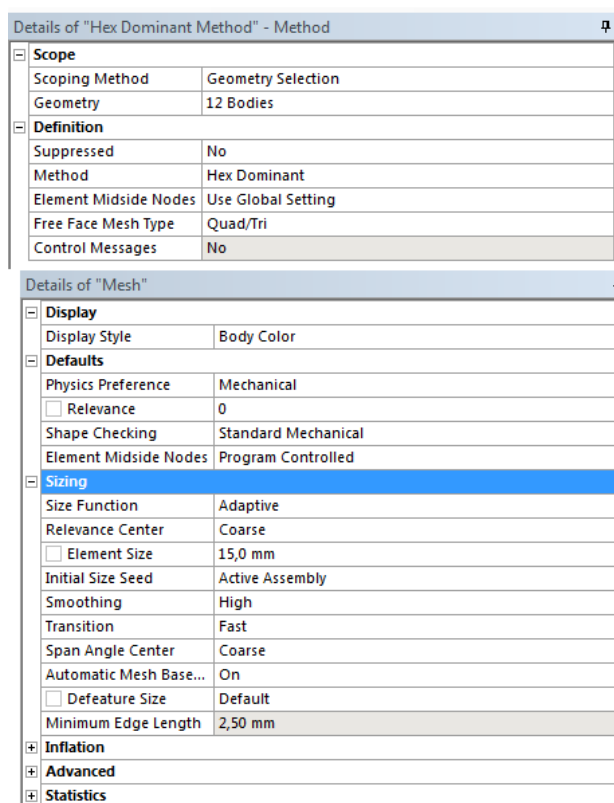 Details of "Hex Dominant Method" - Method
Scope
Scoping Method Geometry Selection
Geometry 12 Bodies
Definition
Suppressed No
Method Hex Dominant
Element Midside Nodes Use Global Setting
Free Face Mesh Type Quad/Tri
Control Messages No
Details of "Mesh"
Display
Display Style Body Color
Defaults
Physics Preference Mechanical
Relevance 0
Shape Checking Standard Mechanical
Element Midside Nodes Program Controlled
Sizing
Size Function Adaptive
Relevance Center Coarse
Element Size 15,0 mm
Initial Size Seed Active Assembly
Smoothing High
Transition Fast
Span Angle Center Coarse
Automatic Mesh Base... On
Defeature Size Default
Minimum Edge Length 2,50 mm
Inflation
Advanced
Statistics